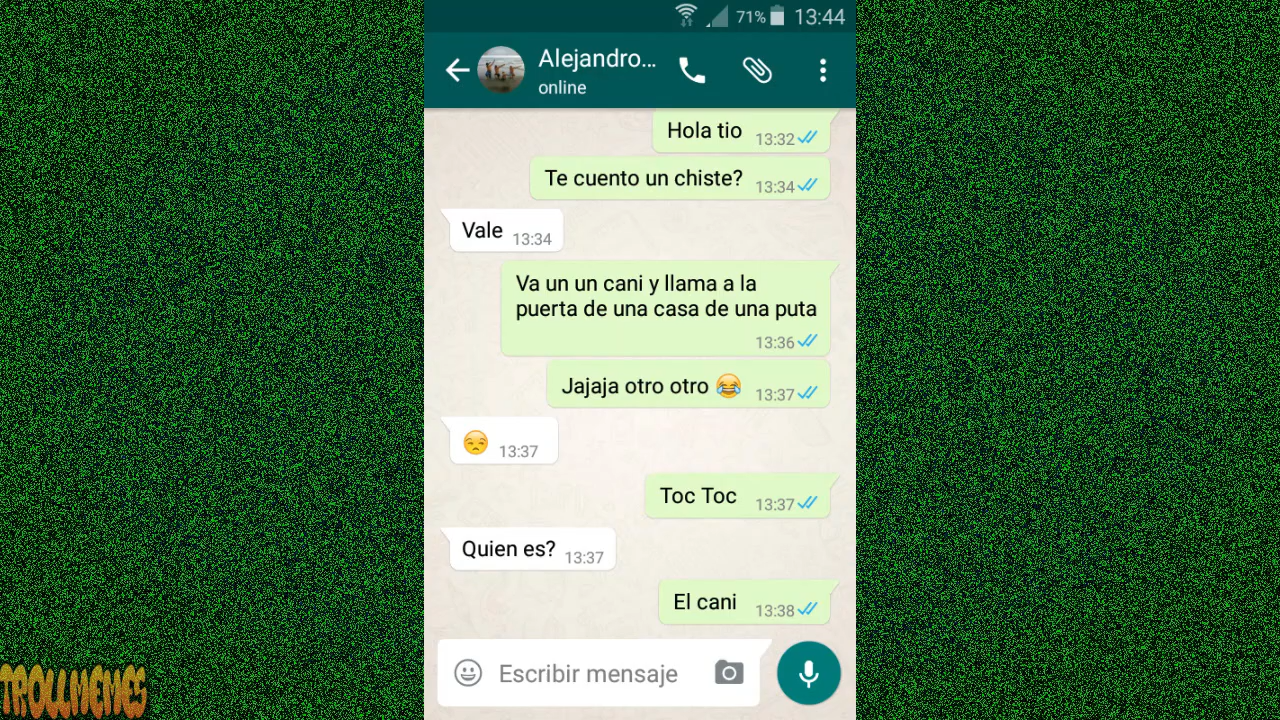 71% 13:44
Alejandro...
online
Hola tio 13:32
Te cuento un chiste? 13:34
Vale 13:34
Va un un cani y llama a la
puerta de una casa de una puta
13:36
Jajaja otro otro 😂 13:37
😒 13:37
Toc Toc 13:37
Quien es? 13:37
El cani 13:38
Escribir mensaje